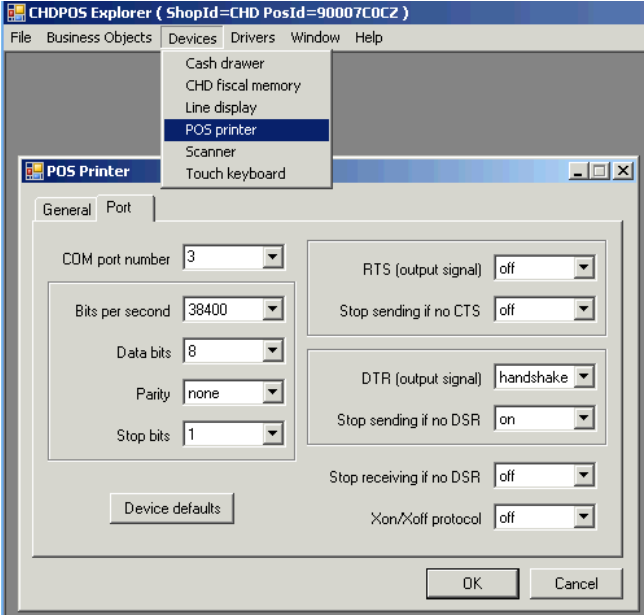 CHDPOS Explorer ( ShopId=CHD PosId=90007C0CZ )
File Business Objects Devices Drivers Window Help
Cash drawer
CHD fiscal memory
Line display
POS printer
Scanner
Touch keyboard
POS Printer
General Port
COM port number 3
Bits per second 38400
Data bits 8
Parity none
Stop bits 1
Device defaults
RTS (output signal) off
Stop sending if no CTS off
DTR (output signal) handshake
Stop sending if no DSR on
Stop receiving if no DSR off
Xon/Xoff protocol off
OK Cancel